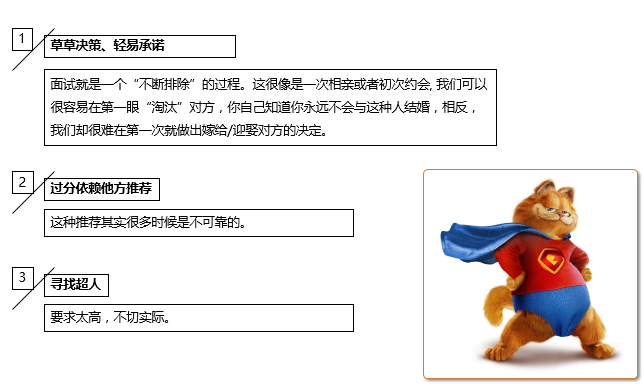 1
草草决策、轻易承诺
面试就是一个“不断排除”的过程。这很像是一次相亲或者初次约会, 我们可以
很容易在第一眼“淘汰”对方，你自己知道你永远不会与这种人结婚，相反，
我们却很难在第一次就做出嫁给/迎娶对方的决定。
2
过分依赖他方推荐
这种推荐其实很多时候是不可靠的。
3
寻找超人
要求太高，不切实际。